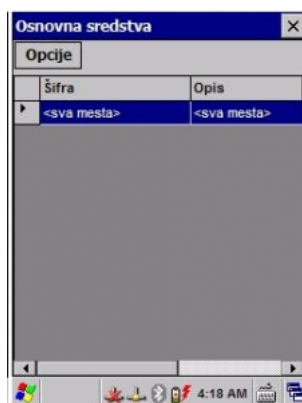 Osnovna sredstva
Opcije
Šifra Opis
<sva mesta> <sva mesta>
4:18 AM